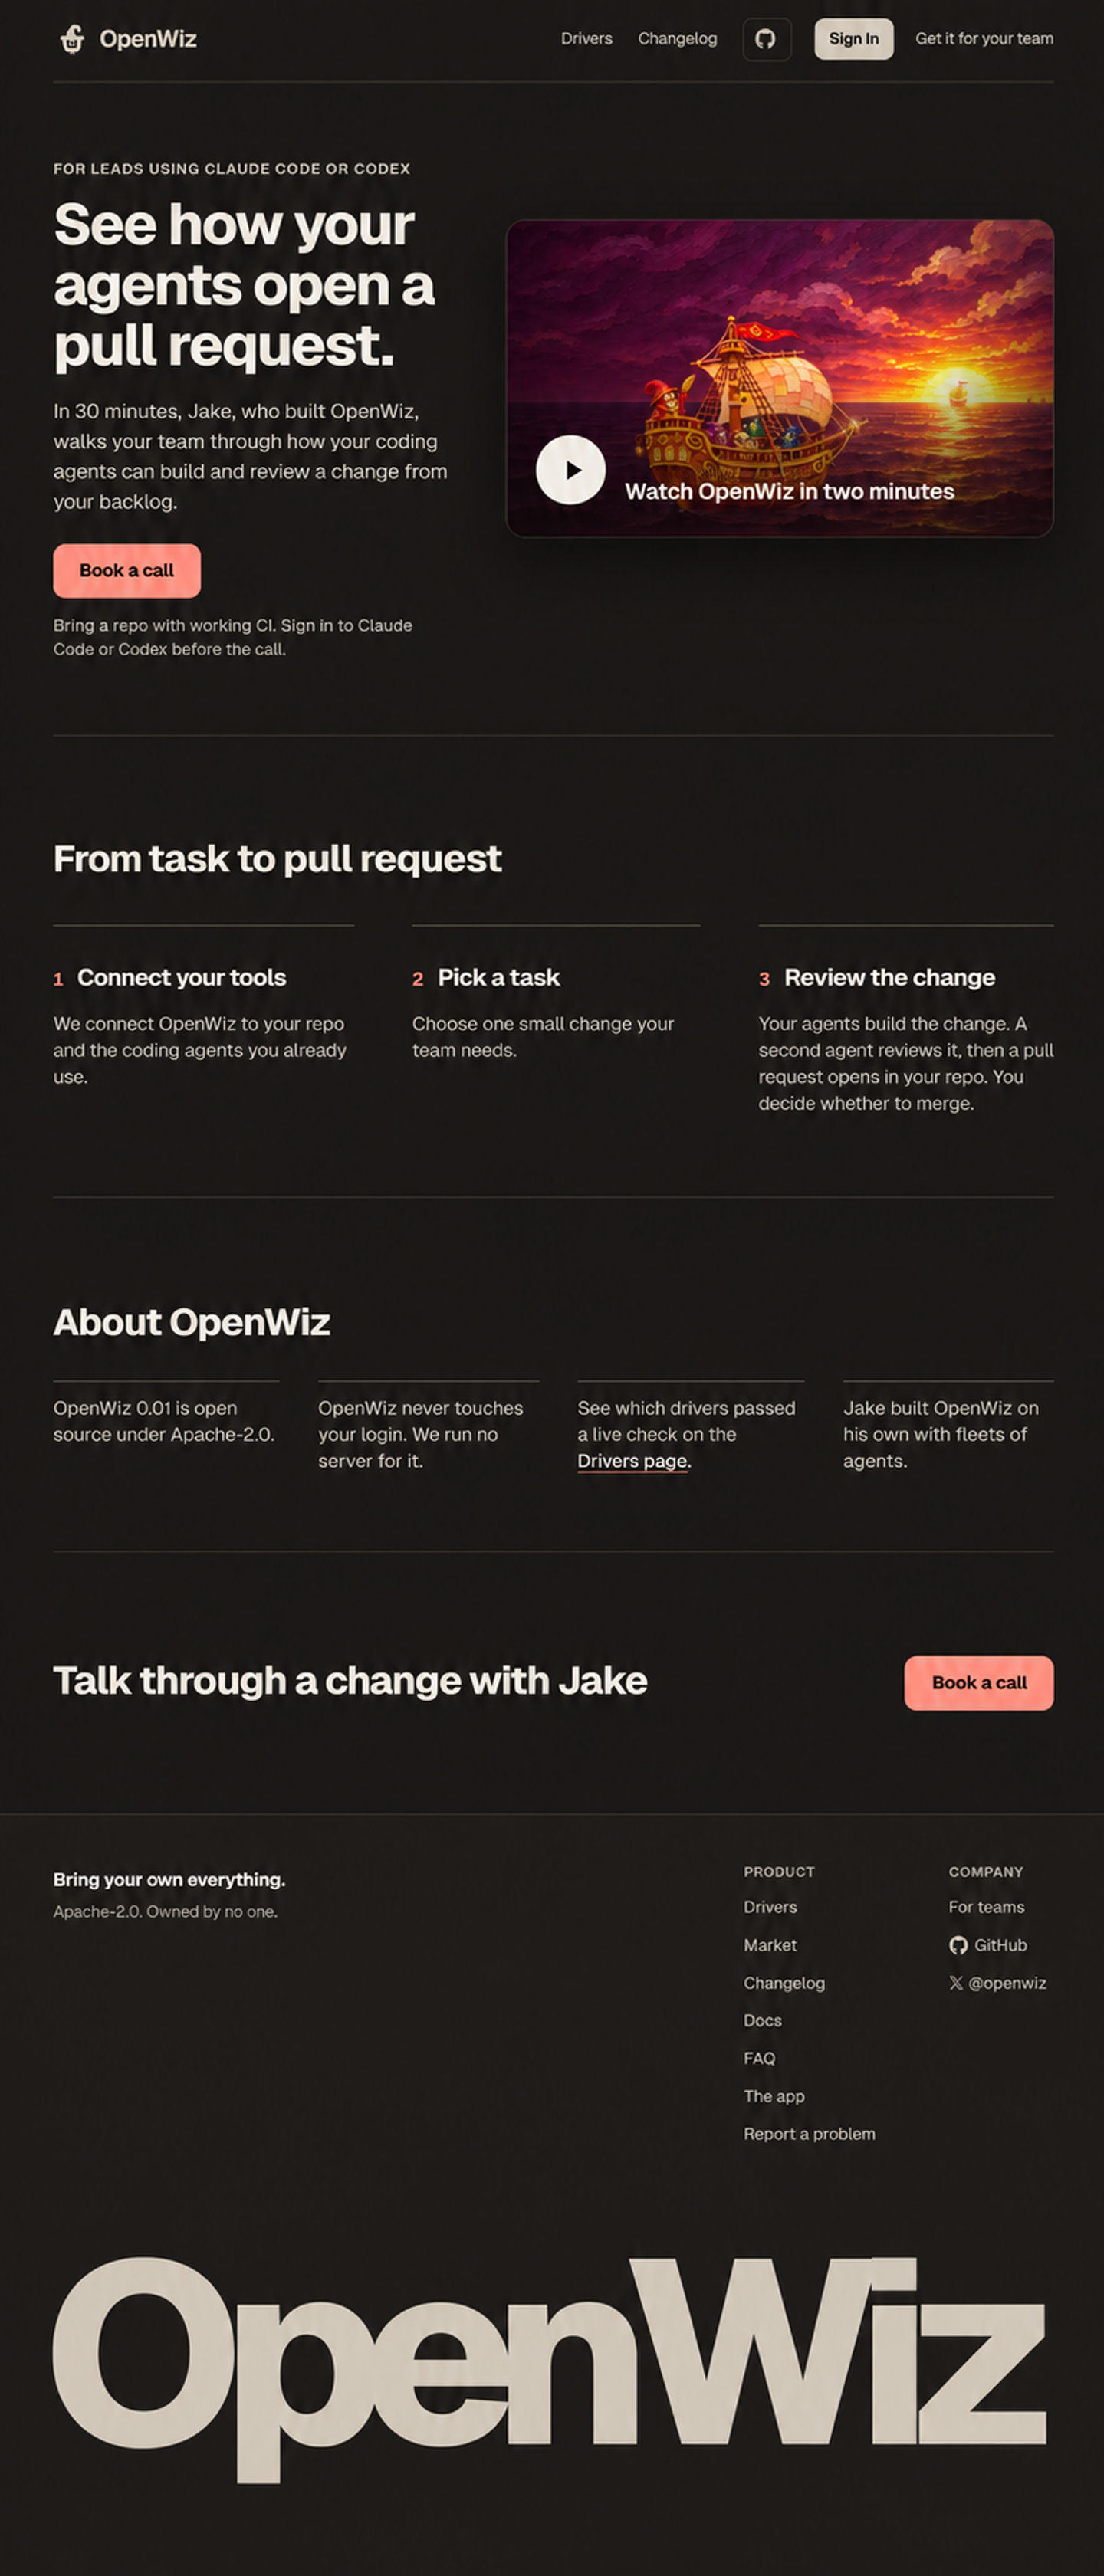 OpenWiz
Drivers
Changelog
Sign In
Get it for your team
FOR LEADS USING CLAUDE CODE OR CODEX
See how your
agents open a
pull request.
In 30 minutes, Jake, who built OpenWiz,
walks your team through how your coding
agents can build and review a change from
your backlog.
Book a call
Bring a repo with working CI. Sign in to Claude
Code or Codex before the call.
Watch OpenWiz in two minutes
From task to pull request
1 Connect your tools
We connect OpenWiz to your repo
and the coding agents you already
use.
2 Pick a task
Choose one small change your
team needs.
3 Review the change
Your agents build the change. A
second agent reviews it, then a pull
request opens in your repo. You
decide whether to merge.
About OpenWiz
OpenWiz 0.01 is open
source under Apache-2.0.
OpenWiz never touches
your login. We run no
server for it.
See which drivers passed
a live check on the
Drivers page.
Jake built OpenWiz on
his own with fleets of
agents.
Talk through a change with Jake
Book a call
Bring your own everything.
Apache-2.0. Owned by no one.
PRODUCT
Drivers
Market
Changelog
Docs
FAQ
The app
Report a problem
COMPANY
For teams
GitHub
𝕏 @openwiz
OpenWiz